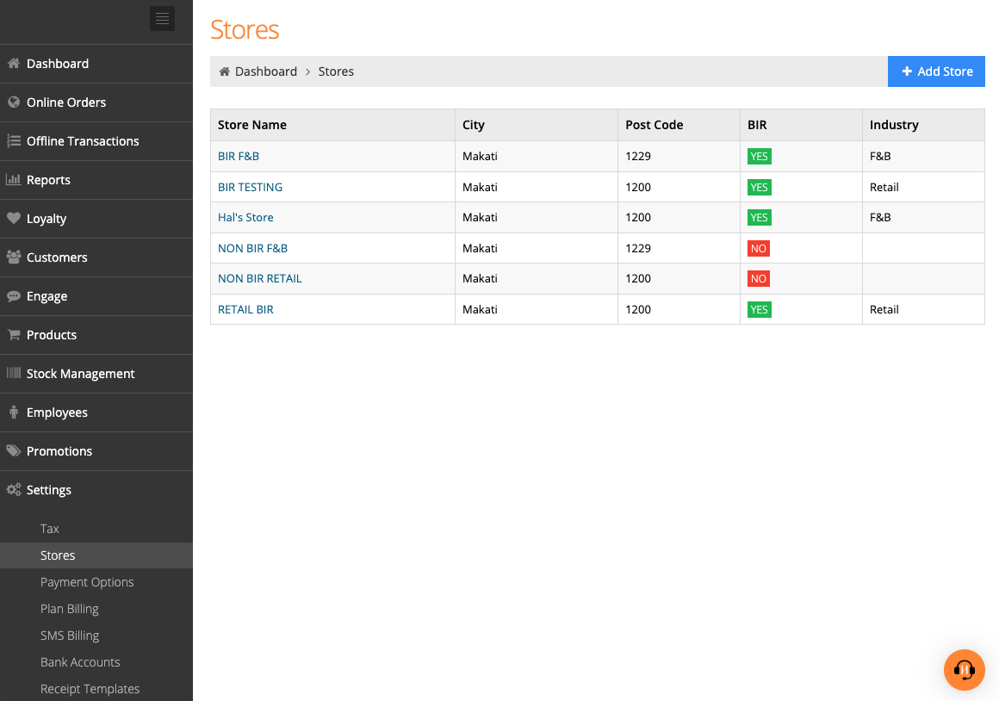 Dashboard
Online Orders
Offline Transactions
Reports
Loyalty
Customers
Engage
Products
Stock Management
Employees
Promotions
Settings
Tax
Stores
Payment Options
Plan Billing
SMS Billing
Bank Accounts
Receipt Templates
Stores
Dashboard > Stores
+ Add Store
Store Name City Post Code BIR Industry
BIR F&B Makati 1229 YES F&B
BIR TESTING Makati 1200 YES Retail
Hal's Store Makati 1200 YES F&B
NON BIR F&B Makati 1229 NO
NON BIR RETAIL Makati 1200 NO
RETAIL BIR Makati 1200 YES Retail